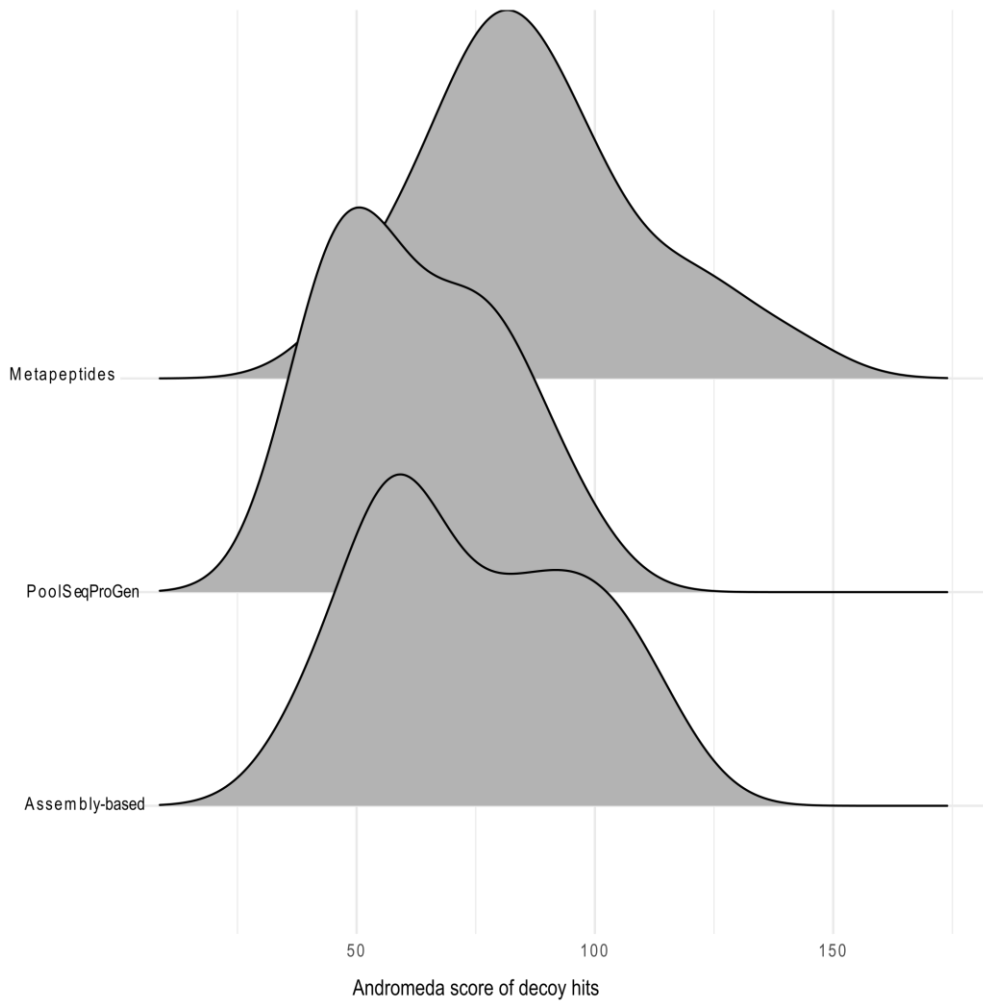 Metapeptides
PoolSeqProGen
Assembly-based
50 100 150
Andromeda score of decoy hits